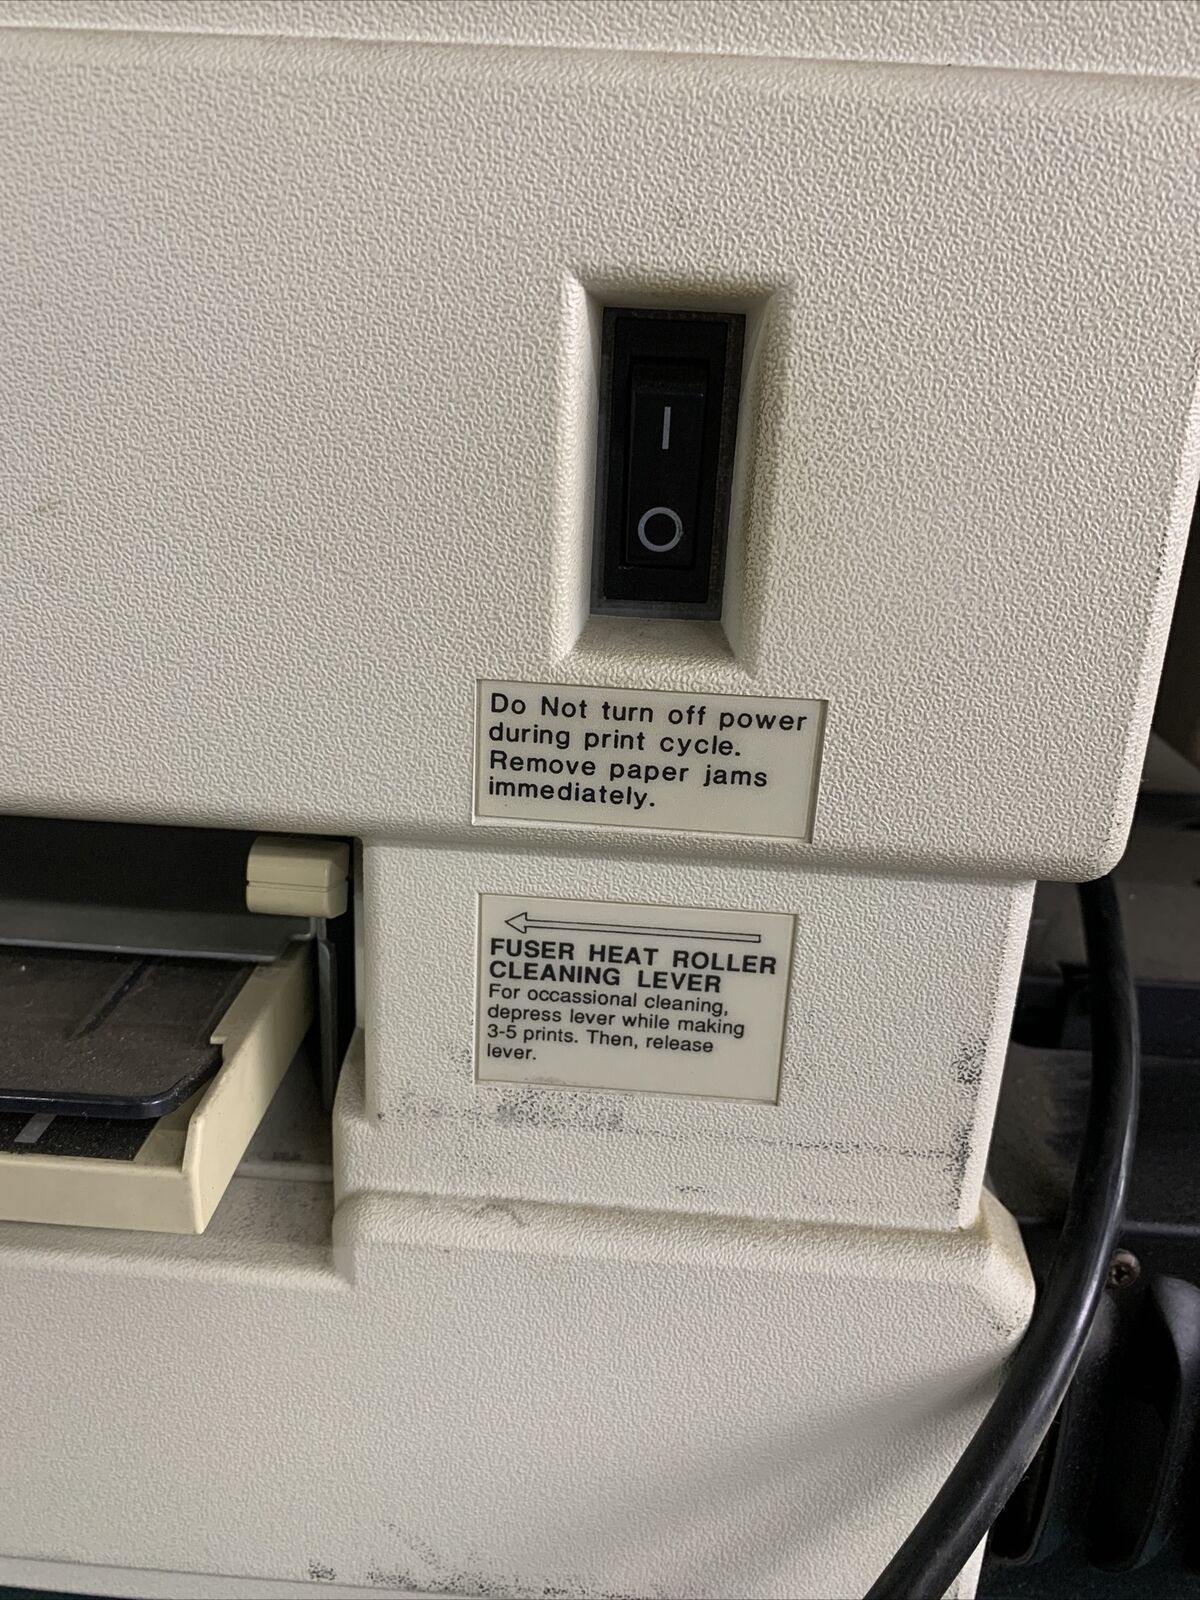 I
O
Do Not turn off power
during print cycle.
Remove paper jams
immediately.
FUSER HEAT ROLLER
CLEANING LEVER
For occassional cleaning,
depress lever while making
3-5 prints. Then, release
lever.